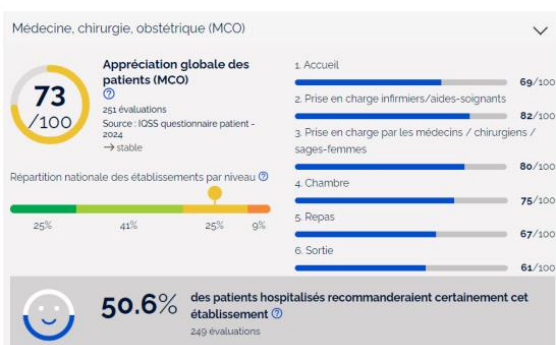 Médecine, chirurgie, obstétrique (MCO)
73
/100
Appréciation globale des
patients (MCO)
251 évaluations
Source : IQSS questionnaire patient -
2024
→ stable
Répartition nationale des établissements par niveau
25%
41%
25%
9%
1. Accueil
69/100
2. Prise en charge infirmiers/aides-soignants
82/100
3. Prise en charge par les médecins / chirurgiens /
sages-femmes
80/100
4. Chambre
75/100
5. Repas
67/100
6. Sortie
61/100
50.6% des patients hospitalisés recommanderaient certainement cet
établissement
249 évaluations